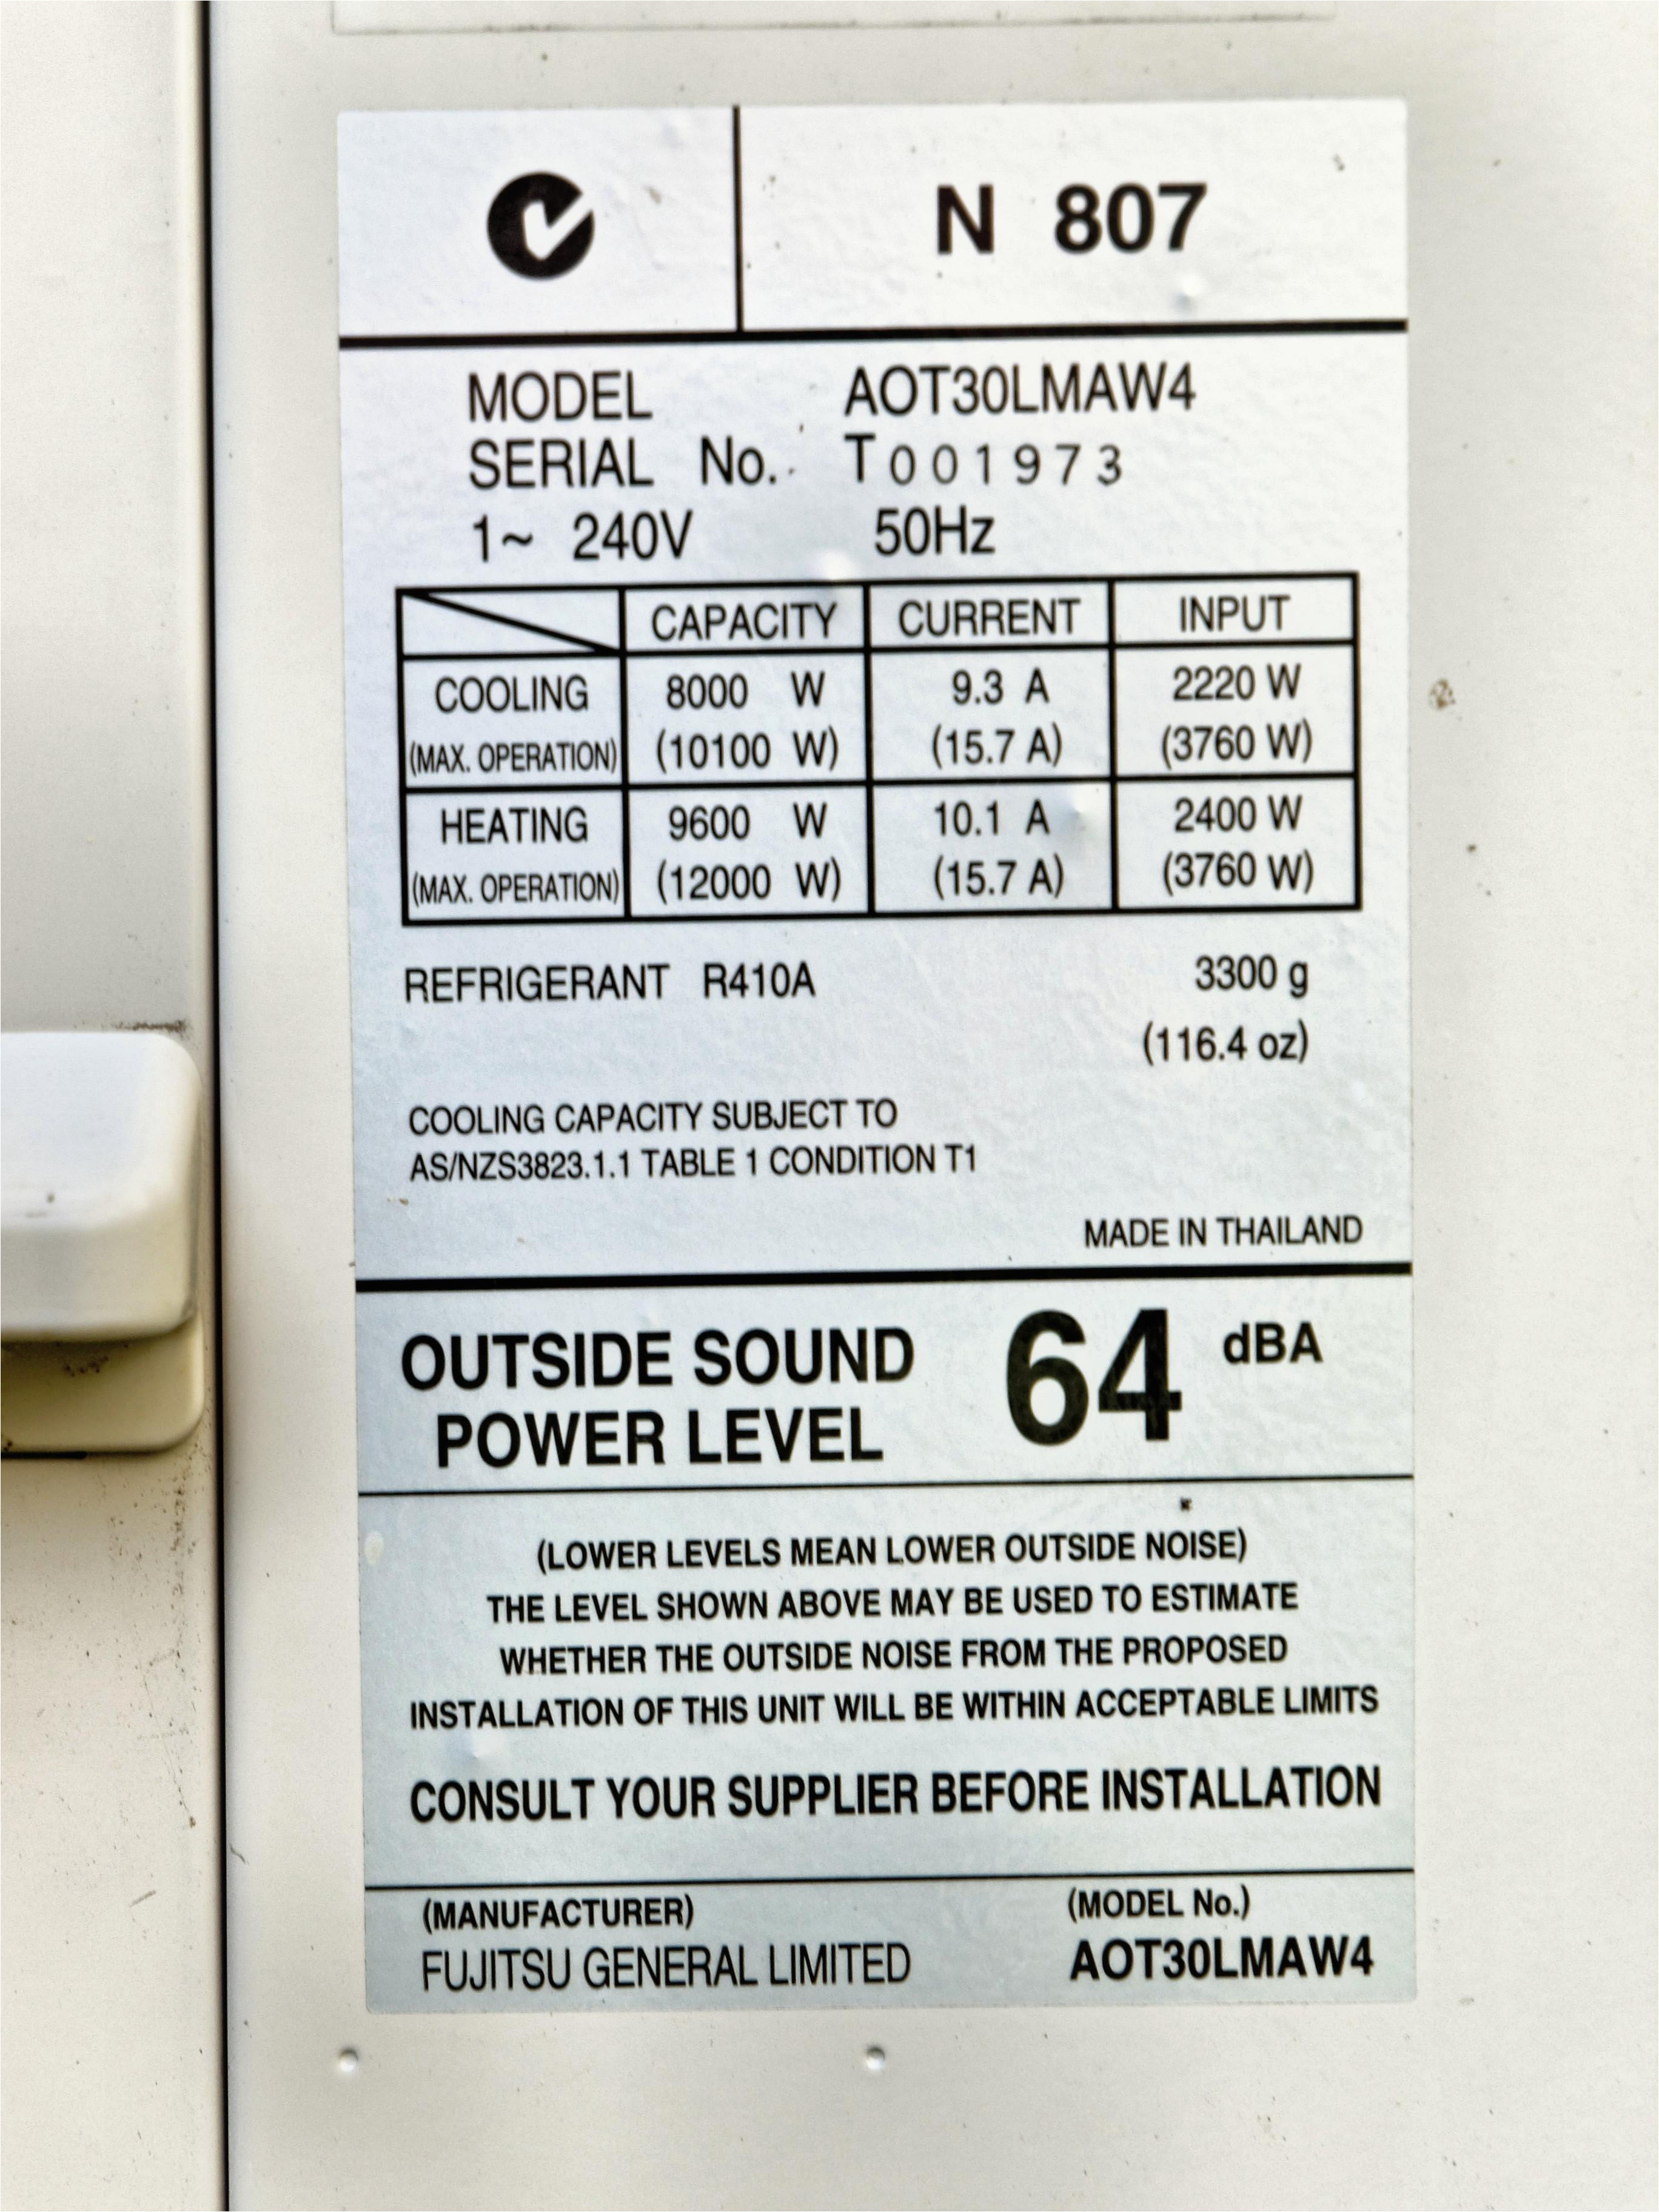 N 807
MODEL AOT30LMAW4
SERIAL No. T001973
1~ 240V 50Hz
CAPACITY CURRENT INPUT
COOLING 8000 W 9.3 A 2220 W
(MAX. OPERATION) (10100 W) (15.7 A) (3760 W)
HEATING 9600 W 10.1 A 2400 W
(MAX. OPERATION) (12000 W) (15.7 A) (3760 W)
REFRIGERANT R410A 3300 g
(116.4 oz)
COOLING CAPACITY SUBJECT TO
AS/NZS3823.1.1 TABLE 1 CONDITION T1
MADE IN THAILAND
OUTSIDE SOUND 64 dBA
POWER LEVEL
(LOWER LEVELS MEAN LOWER OUTSIDE NOISE)
THE LEVEL SHOWN ABOVE MAY BE USED TO ESTIMATE
WHETHER THE OUTSIDE NOISE FROM THE PROPOSED
INSTALLATION OF THIS UNIT WILL BE WITHIN ACCEPTABLE LIMITS
CONSULT YOUR SUPPLIER BEFORE INSTALLATION
(MANUFACTURER) (MODEL No.)
FUJITSU GENERAL LIMITED AOT30LMAW4